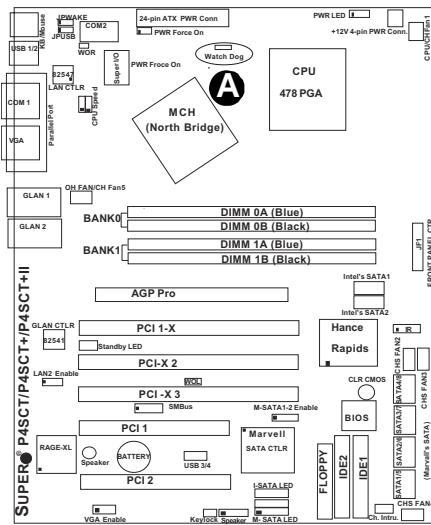 KB/Mouse
JPWAKE
JPUSB
USB 1/2
COM2
WOR
24-pin ATX PWR Conn
PWR Force On
PWR LED
+12V 4-pin PWR Conn.
CPU/CH Fan1
Super I/O
PWR Froce On
Watch Dog
A
82547
LAN CTLR
CPU Speed
CPU
478 PGA
COM 1
Parallel Port
VGA
MCH
(North Bridge)
GLAN 1
GLAN 2
OH FAN/CH Fan5
BANK0
DIMM 0A (Blue)
DIMM 0B (Black)
BANK1
DIMM 1A (Blue)
DIMM 1B (Black)
JF1
FRONT PANEL CTR
Intel's SATA1
Intel's SATA2
AGP Pro
GLAN CTLR
82541
PCI 1-X
Standby LED
Hance
Rapids
IR
CHS FAN2
CHS FAN3
PCI-X 2
LAN2 Enable
WOL
CLR CMOS
PCI -X 3
SMBus
M-SATA1-2 Enable
BIOS
SATA4/8
SATA3/7
SATA2/6
SATA1/5
(Marvall's SATA)
PCI 1
RAGE-XL
Speaker
BATTERY
USB 3/4
Marvell
SATA CTLR
FLOPPY
IDE2
IDE1
PCI 2
I-SATA LED
VGA Enable
Keylock
Speaker
M- SATA LED
Ch. Intru.
CHS FAN4
SUPER® P4SCT/P4SCT+/P4SCT+II